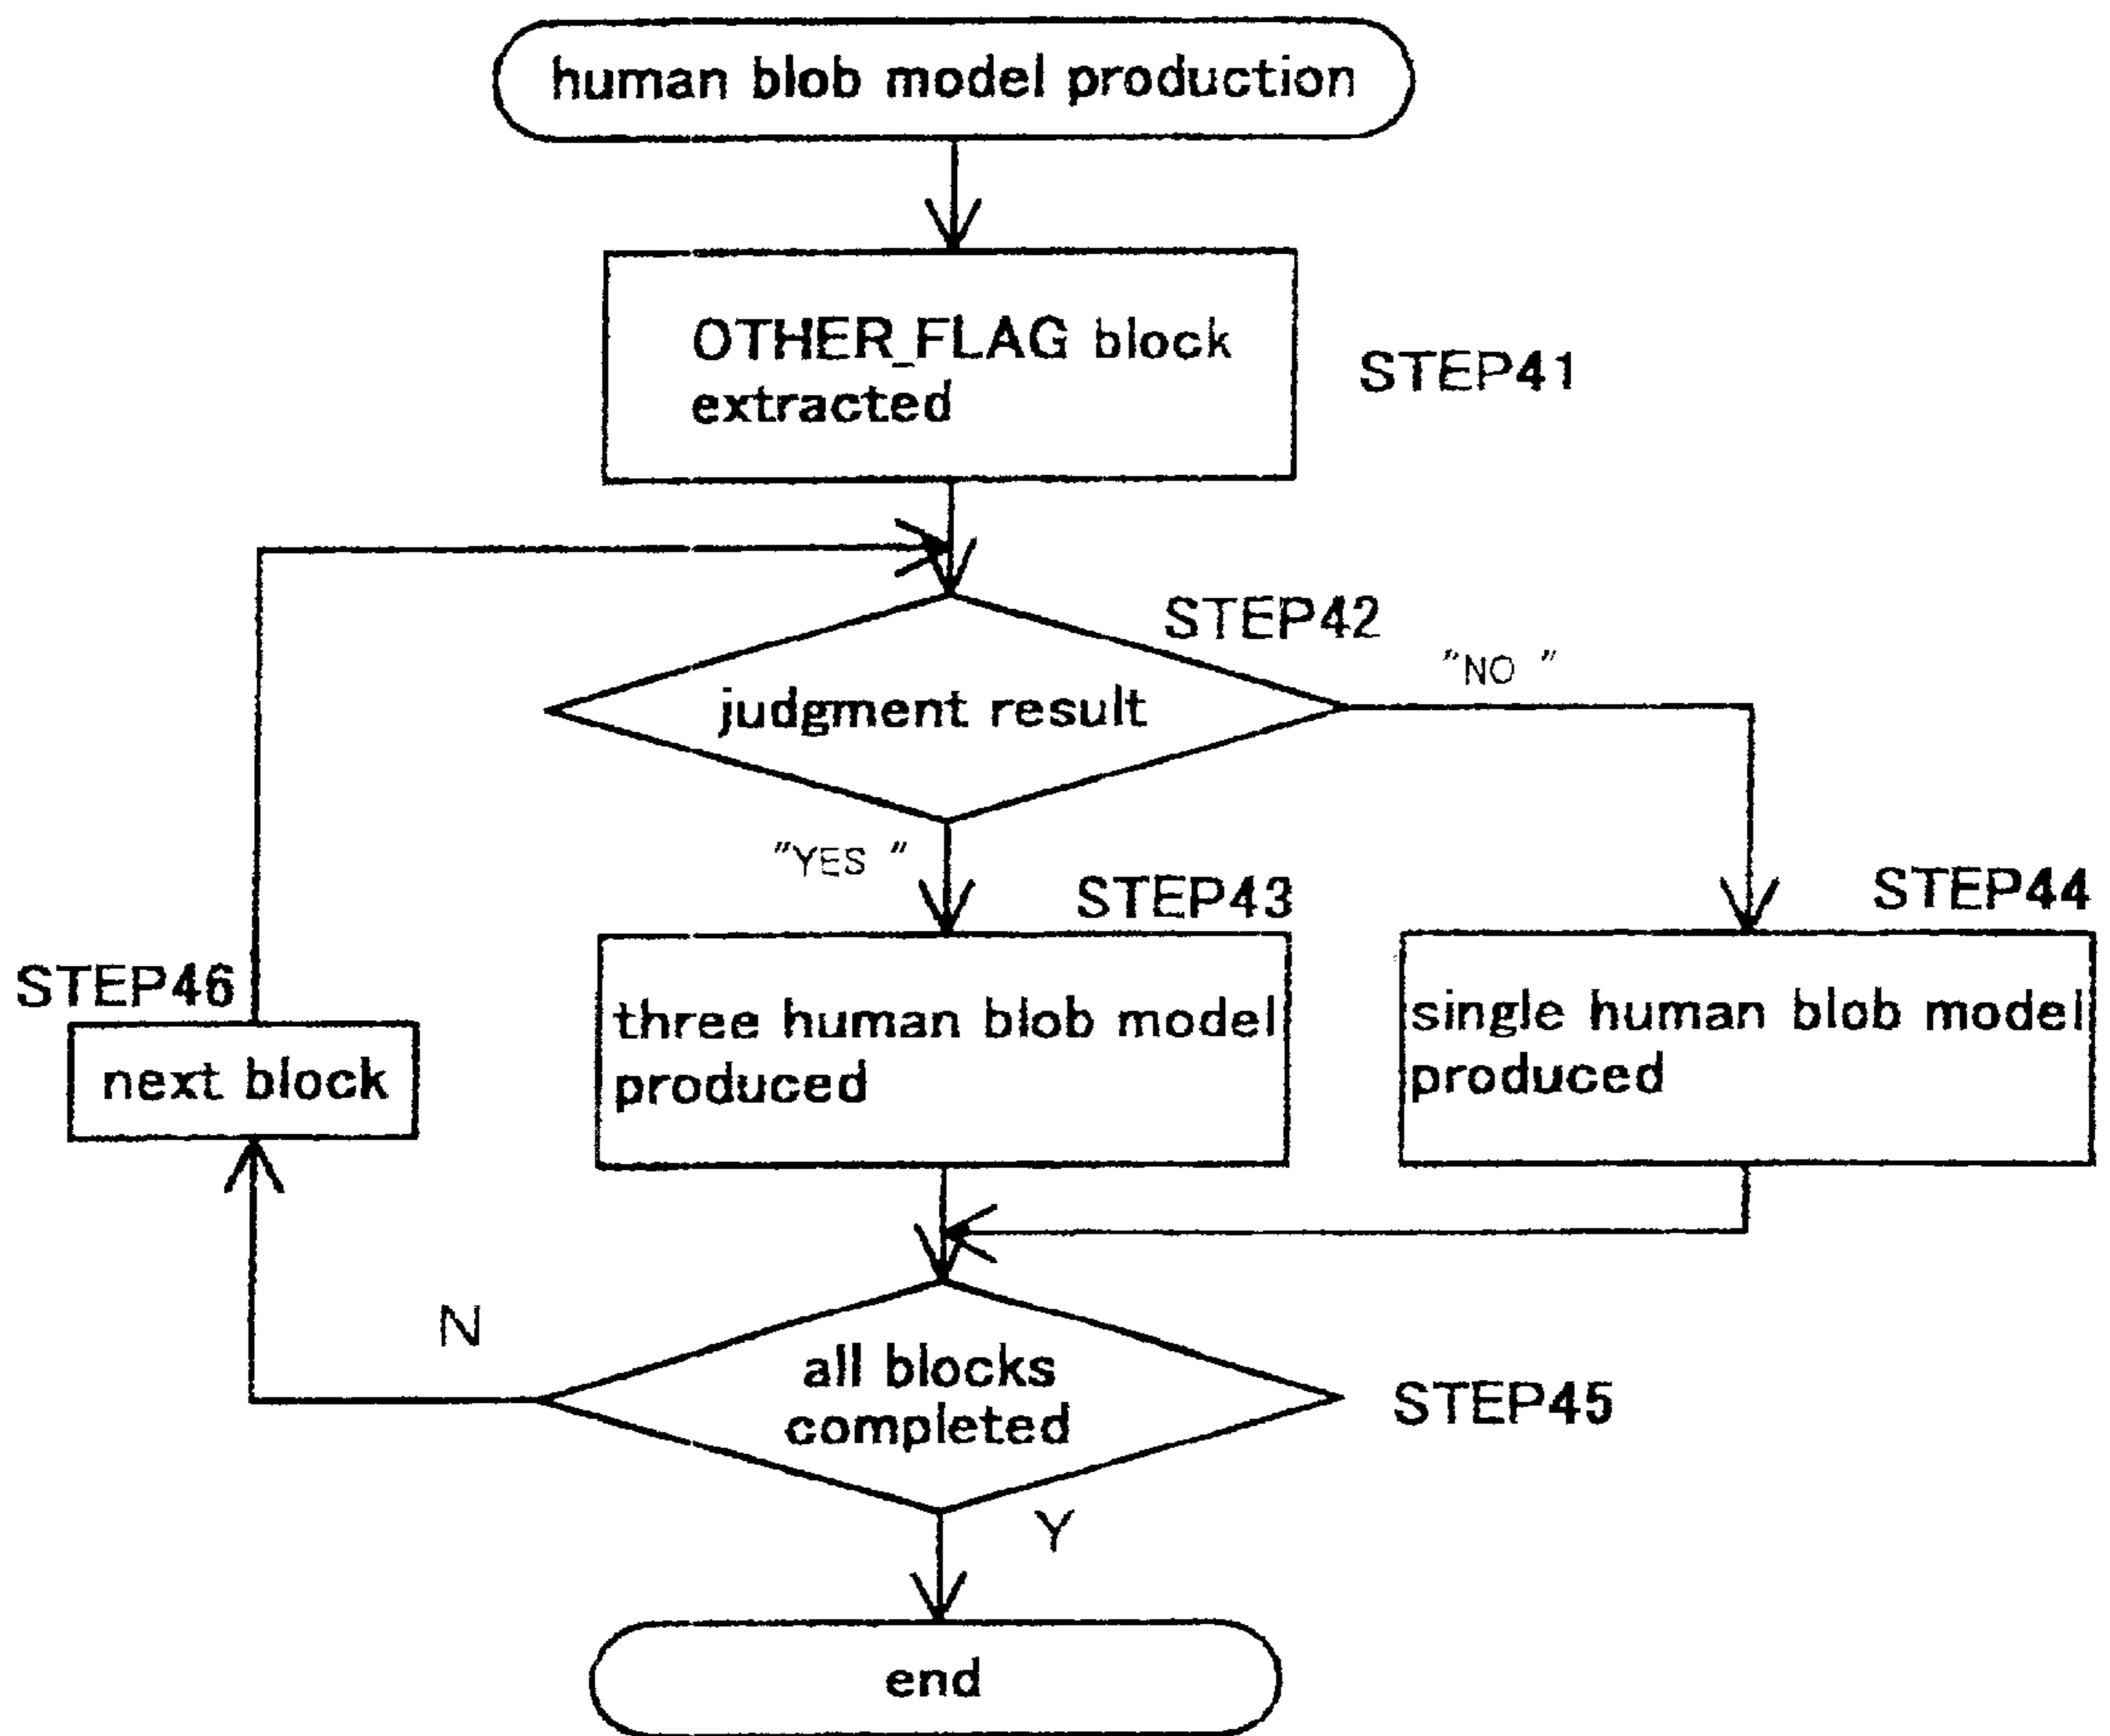 human blob model production
OTHER_FLAG block
extracted
STEP41
STEP42
judgment result
"NO "
"YES "
STEP43
three human blob model
produced
STEP44
single human blob model
produced
STEP46
next block
N
all blocks
completed
STEP45
Y
end